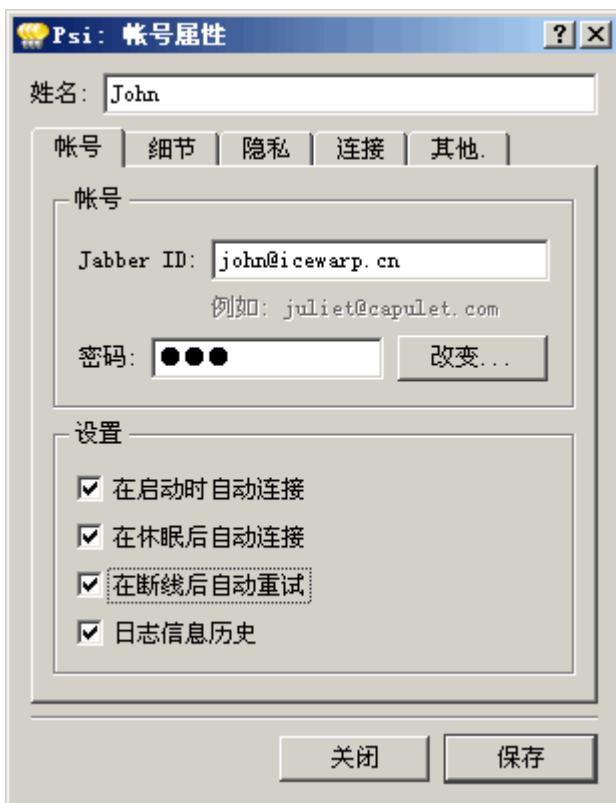 Psi: 帐号属性
姓名: John
帐号 细节 隐私 连接 其他.
帐号
Jabber ID: john@icewarp.cn
例如: juliet@capulet.com
密码: ●●● 改变...
设置
在启动时自动连接
在休眠后自动连接
在断线后自动重试
日志信息历史
关闭 保存